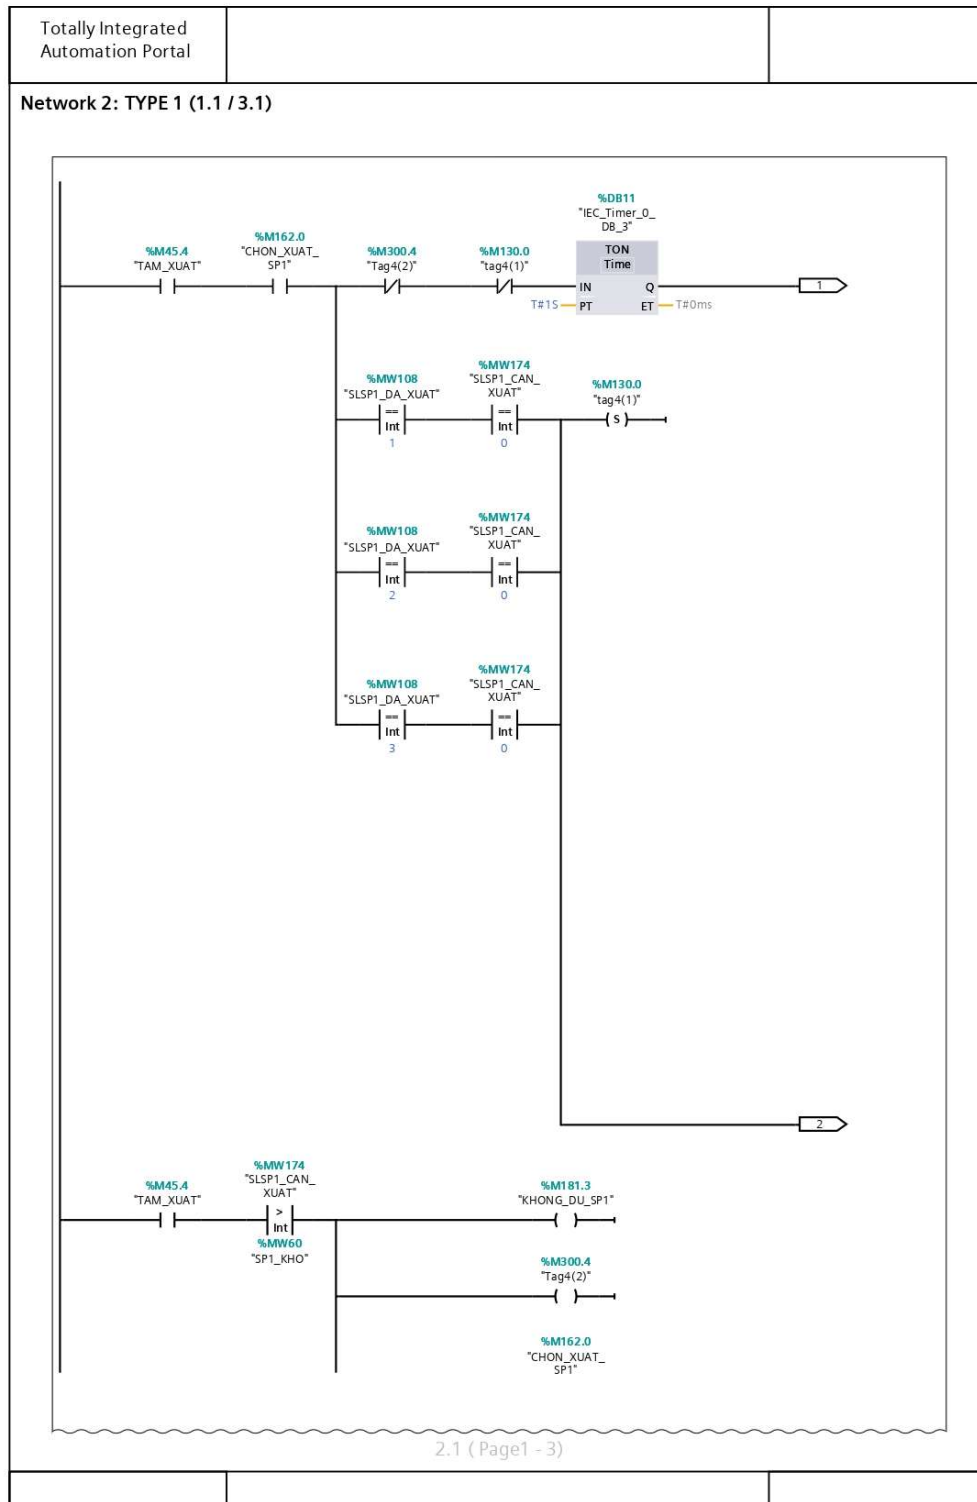 Totally Integrated
Automation Portal
Network 2: TYPE 1 (1.1 / 3.1)
%DB11
"IEC_Timer_0_
DB_3"
%M45.4
"TAM_XUAT"
%M162.0
"CHON_XUAT_
SP1"
%M300.4
"Tag4(2)"
%M130.0
"tag4(1)"
TON
Time
IN
Q
1
T#1S
PT
ET
T#0ms
%MW108
"SLSP1_DA_XUAT"
==
Int
1
%MW174
"SLSP1_CAN_
XUAT"
==
Int
0
%M130.0
"tag4(1)"
S
%MW108
"SLSP1_DA_XUAT"
==
Int
2
%MW174
"SLSP1_CAN_
XUAT"
==
Int
0
%MW108
"SLSP1_DA_XUAT"
==
Int
3
%MW174
"SLSP1_CAN_
XUAT"
==
Int
0
2
%M45.4
"TAM_XUAT"
%MW174
"SLSP1_CAN_
XUAT"
>
Int
%MW60
"SP1_KHO"
%M181.3
"KHONG_DU_SP1"
%M300.4
"Tag4(2)"
%M162.0
"CHON_XUAT_
SP1"
2.1 ( Page1 - 3)